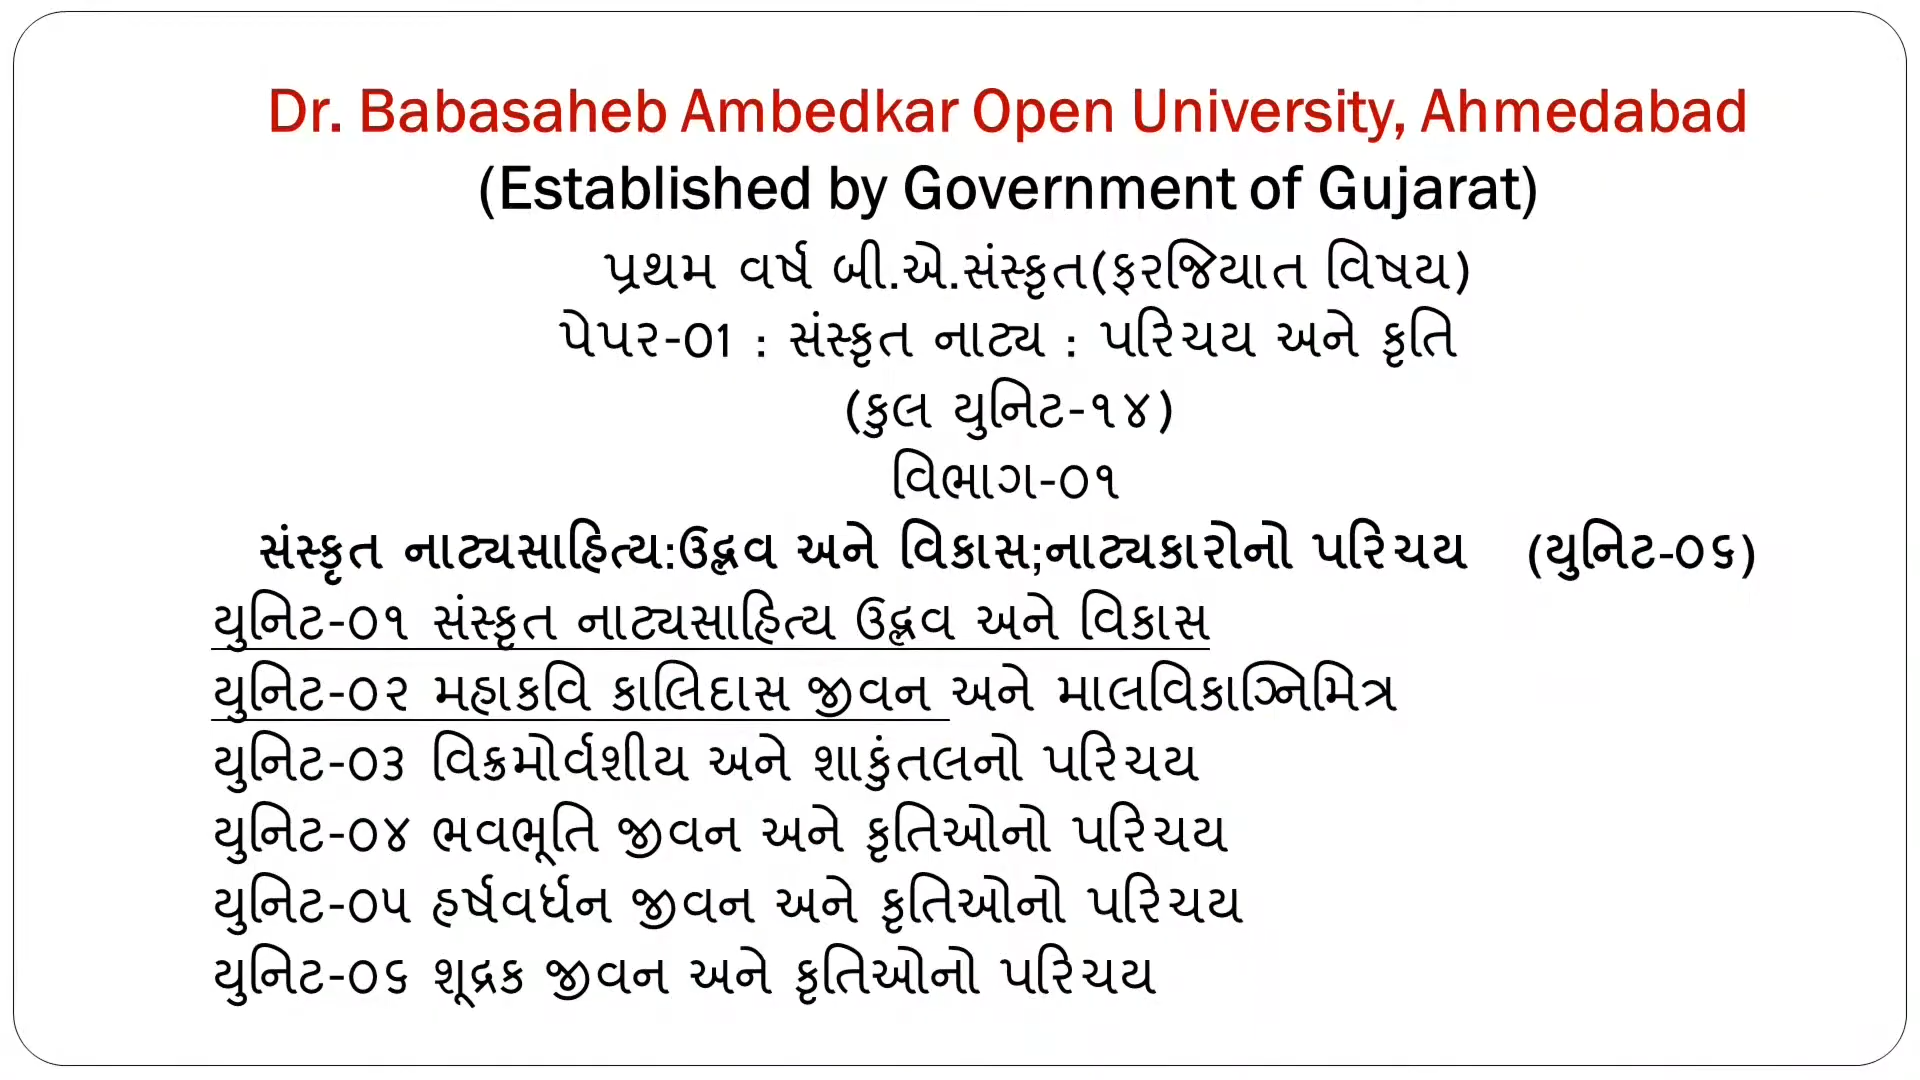 Dr. Babasaheb Ambedkar Open University, Ahmedabad
(Established by Government of Gujarat)
પ્રથમ વર્ષ બી.એ.સંસ્કૃત(ફરજિયાત વિષય)
પેપર-01 : સંસ્કૃત નાટ્ય : પરિચય અને કૃતિ
(કુલ યુનિટ-૧૪)
વિભાગ-૦૧
સંસ્કૃત નાટ્યસાહિત્ય:ઉદ્ભવ અને વિકાસ;નાટ્યકારોનો પરિચય (યુનિટ-૦૬)
યુનિટ-૦૧ સંસ્કૃત નાટ્યસાહિત્ય ઉદ્ભવ અને વિકાસ
યુનિટ-૦૨ મહાકવિ કાલિદાસ જીવન અને માલવિકાગ્નિમિત્ર
યુનિટ-૦૩ વિક્રમોર્વશીય અને શાકુંતલનો પરિચય
યુનિટ-૦૪ ભવભૂતિ જીવન અને કૃતિઓનો પરિચય
યુનિટ-૦૫ હર્ષવર્ધન જીવન અને કૃતિઓનો પરિચય
યુનિટ-૦૬ શૂદ્રક જીવન અને કૃતિઓનો પરિચય